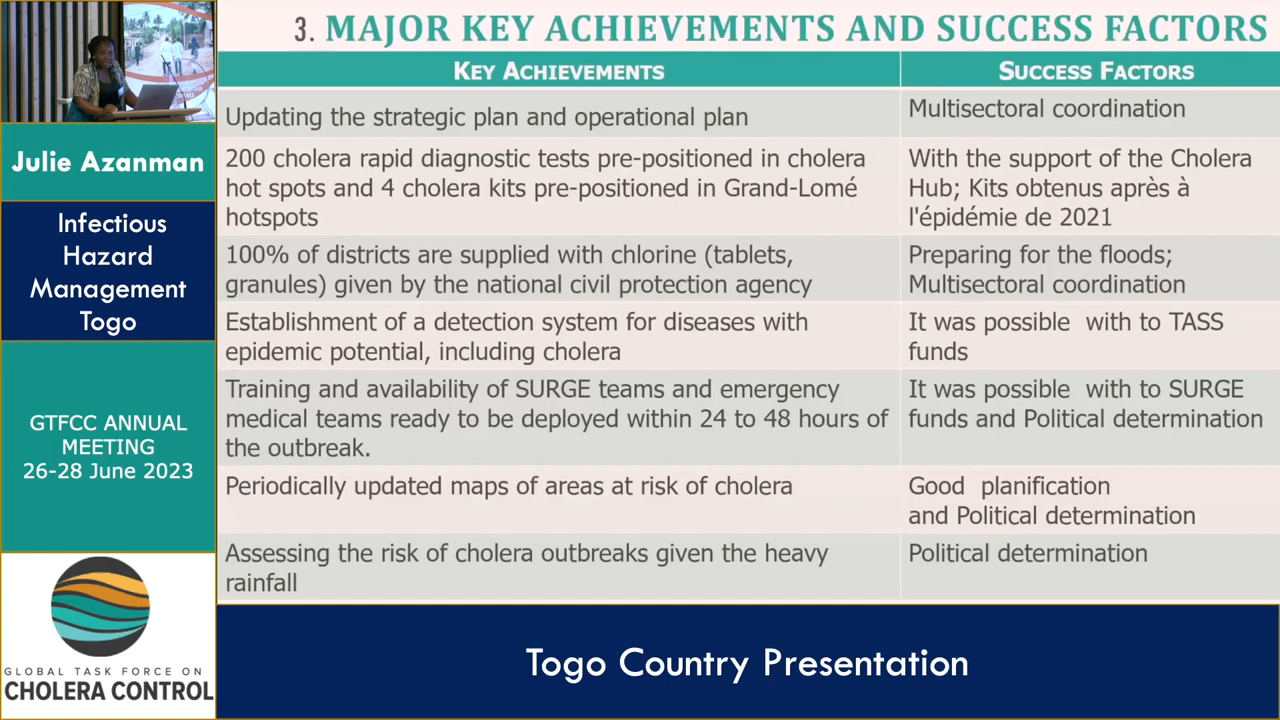 3. MAJOR KEY ACHIEVEMENTS AND SUCCESS FACTORS
KEY ACHIEVEMENTS
SUCCESS FACTORS
Updating the strategic plan and operational plan
Multisectoral coordination
200 cholera rapid diagnostic tests pre-positioned in cholera
hot spots and 4 cholera kits pre-positioned in Grand-Lomé
hotspots
With the support of the Cholera
Hub; Kits obtenus après à
l'épidémie de 2021
100% of districts are supplied with chlorine (tablets,
granules) given by the national civil protection agency
Preparing for the floods;
Multisectoral coordination
Establishment of a detection system for diseases with
epidemic potential, including cholera
It was possible with to TASS
funds
Training and availability of SURGE teams and emergency
medical teams ready to be deployed within 24 to 48 hours of
the outbreak.
It was possible with to SURGE
funds and Political determination
Periodically updated maps of areas at risk of cholera
Good planification
and Political determination
Assessing the risk of cholera outbreaks given the heavy
rainfall
Political determination
Julie Azanman
Infectious
Hazard
Management
Togo
GTFCC ANNUAL
MEETING
26-28 June 2023
GLOBAL TASK FORCE ON
CHOLERA CONTROL
Togo Country Presentation